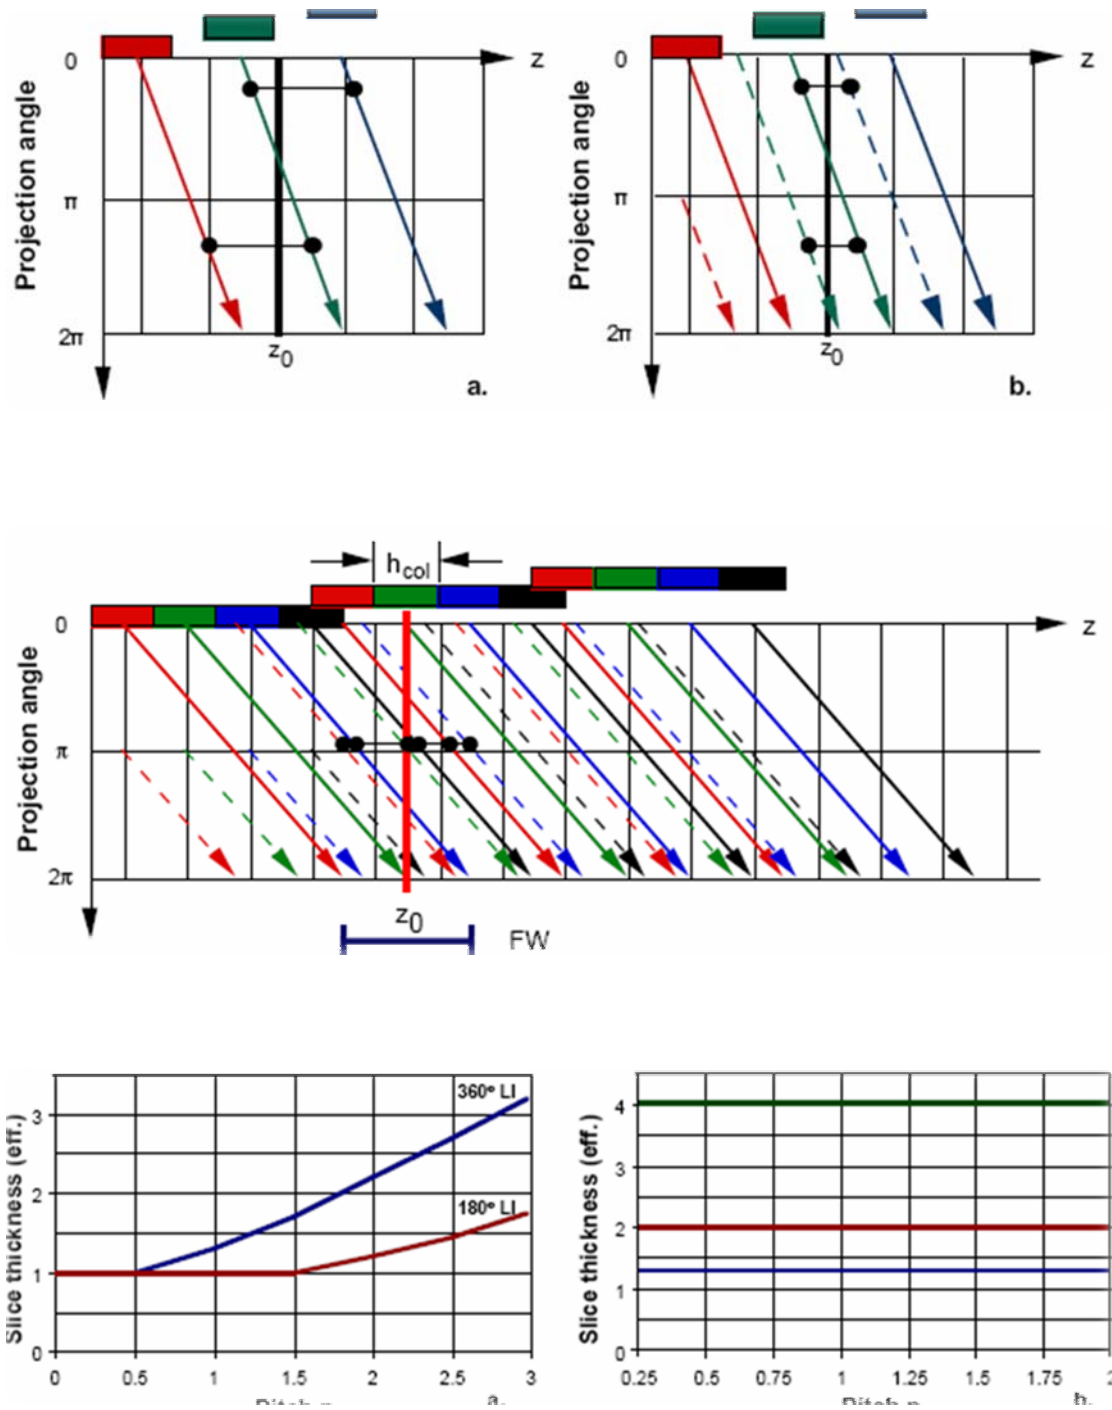 0
z
Projection angle
π
2π
z0
a.
0
z
Projection angle
π
2π
z0
b.
hcol
0
z
Projection angle
π
2π
z0
FW
360° LI
180° LI
Slice thickness (eff.)
3
2
1
0
0 0.5 1 1.5 2 2.5 3
Pitch p
a.
Slice thickness (eff.)
4
3
2
1
0
0.25 0.5 0.75 1 1.25 1.5 1.75 2
Pitch p
b.